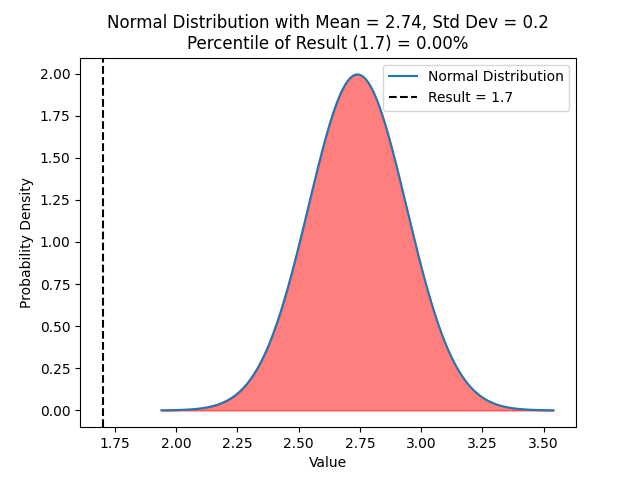 Normal Distribution with Mean = 2.74, Std Dev = 0.2
Percentile of Result (1.7) = 0.00%
Normal Distribution
Result = 1.7
Probability Density
2.00
1.75
1.50
1.25
1.00
0.75
0.50
0.25
0.00
1.75 2.00 2.25 2.50 2.75 3.00 3.25 3.50
Value